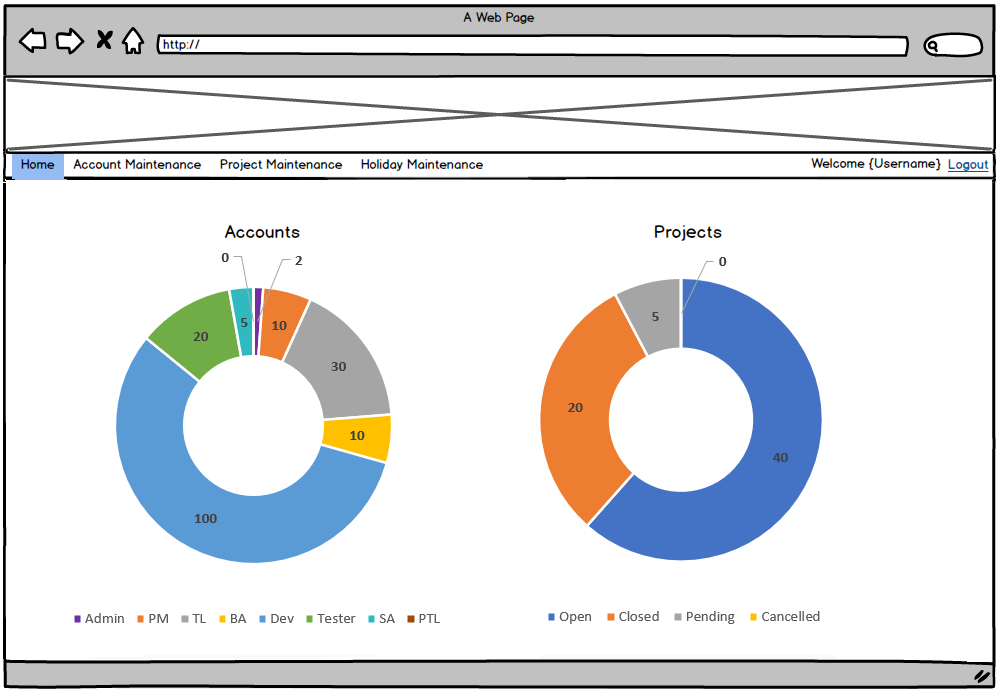 A Web Page
http://
Home Account Maintenance Project Maintenance Holiday Maintenance Welcome {Username} Logout
Accounts
0 2
5 10
20
30
10
100
Admin PM TL BA Dev Tester SA PTL
Projects
0
5
20
40
Open Closed Pending Cancelled